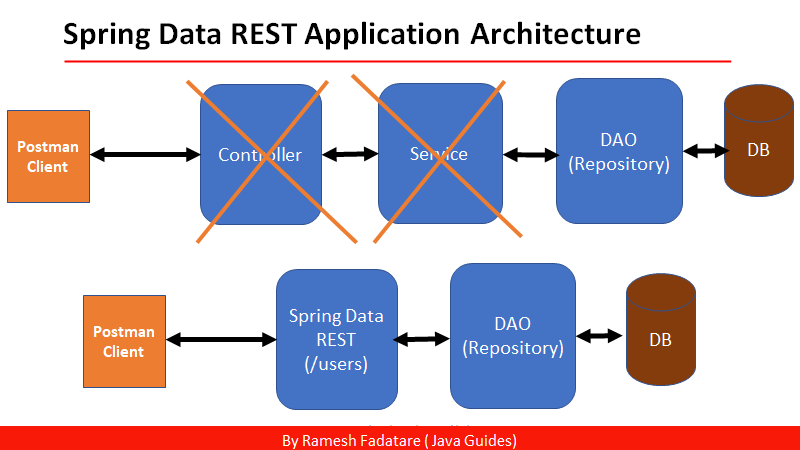 Spring Data REST Application Architecture
Postman
Client
Controller
Service
DAO
(Repository)
DB
Postman
Client
Spring Data
REST
(/users)
DAO
(Repository)
DB
By Ramesh Fadatare ( Java Guides)